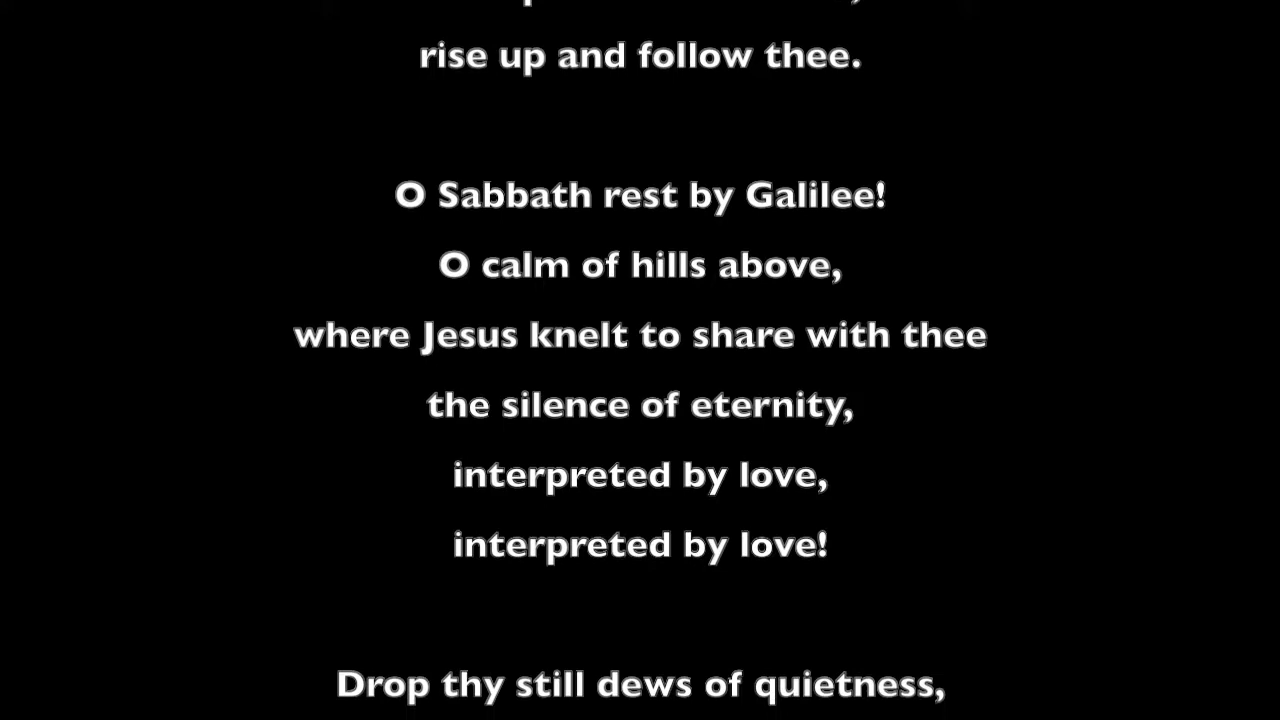 rise up and follow thee.
O Sabbath rest by Galilee!
O calm of hills above,
where Jesus knelt to share with thee
the silence of eternity,
interpreted by love,
interpreted by love!
Drop thy still dews of quietness,